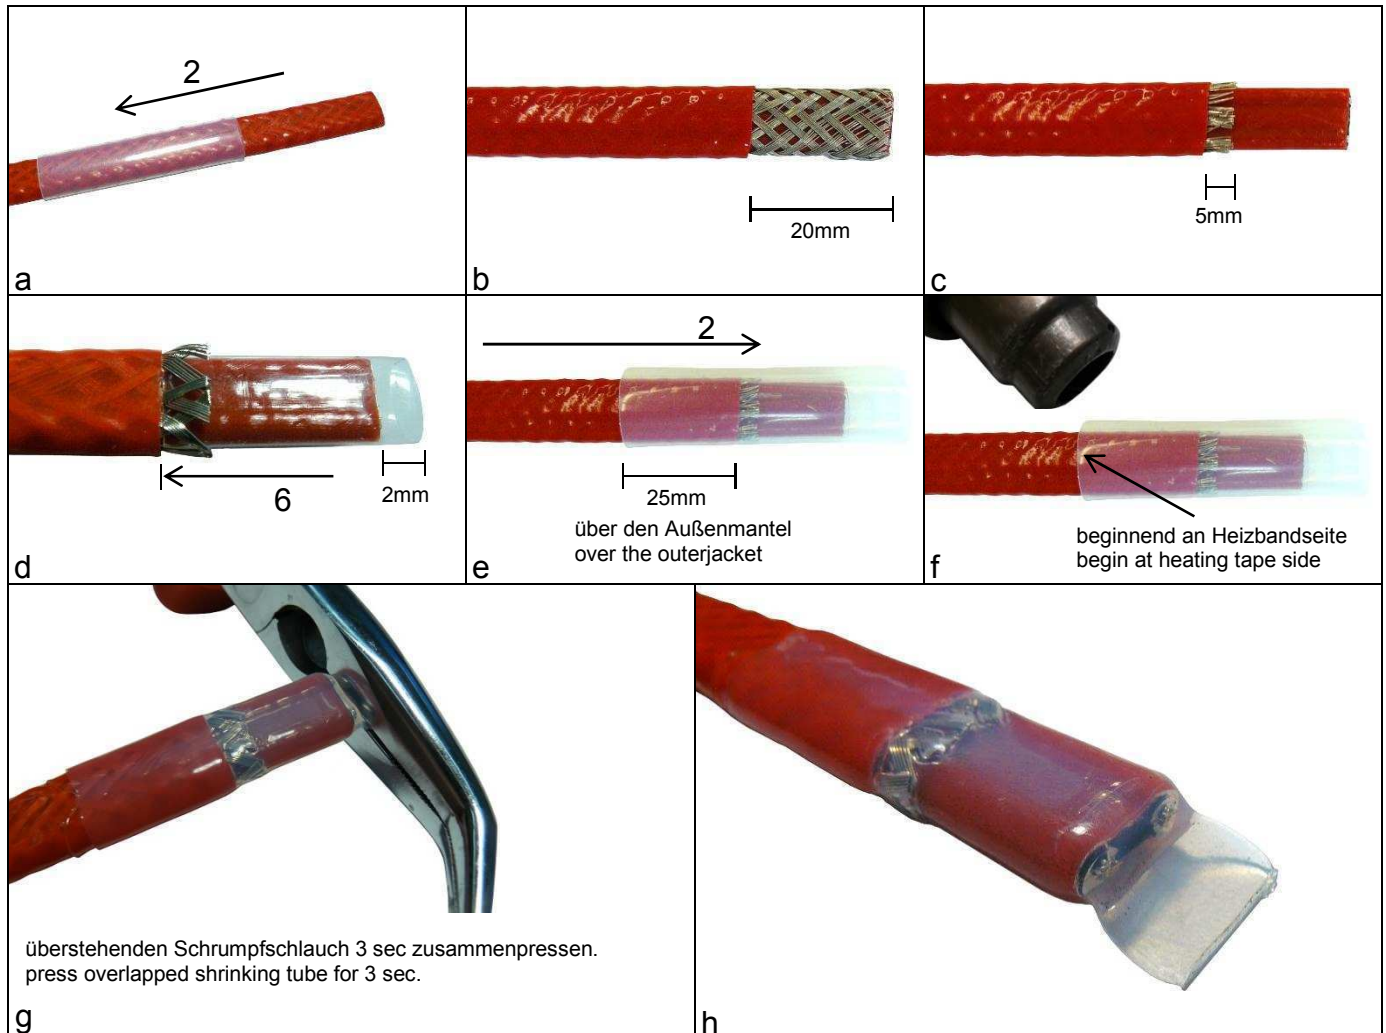 2
a
20mm
b
5mm
c
6
2mm
d
2
25mm
über den Außenmantel
over the outerjacket
e
beginnend an Heizbandseite
begin at heating tape side
f
überstehenden Schrumpfschlauch 3 sec zusammenpressen.
press overlapped shrinking tube for 3 sec.
g
h